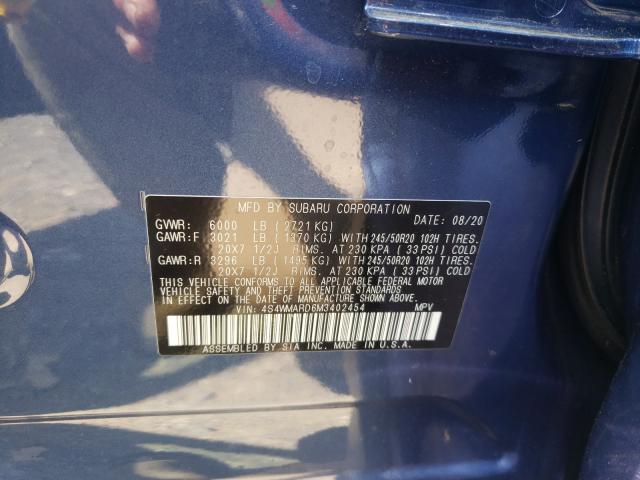 MFD BY SUBARU CORPORATION
DATE: 08/20
GVWR: 6000 LB (2721 KG)
GAWR:F 3021 LB (1370 KG) WITH 245/50R20 102H TIRES.
20X7 1/2J RIMS. AT 230 KPA (33 PSI) COLD
GAWR:R 3296 LB (1495 KG) WITH 245/50R20 102H TIRES.
20X7 1/2J RIMS. AT 230 KPA (33 PSI) COLD
THIS VEHICLE CONFORMS TO ALL APPLICABLE FEDERAL MOTOR
VEHICLE SAFETY AND THEFT PREVENTION STANDARDS IN EFFECT ON THE
DATE OF MANUFACTURE SHOWN ABOVE.
VIN: 4S4WMARD6M3402454 MPV
ASSEMBLED BY SIA INC. MADE IN U.S.A.